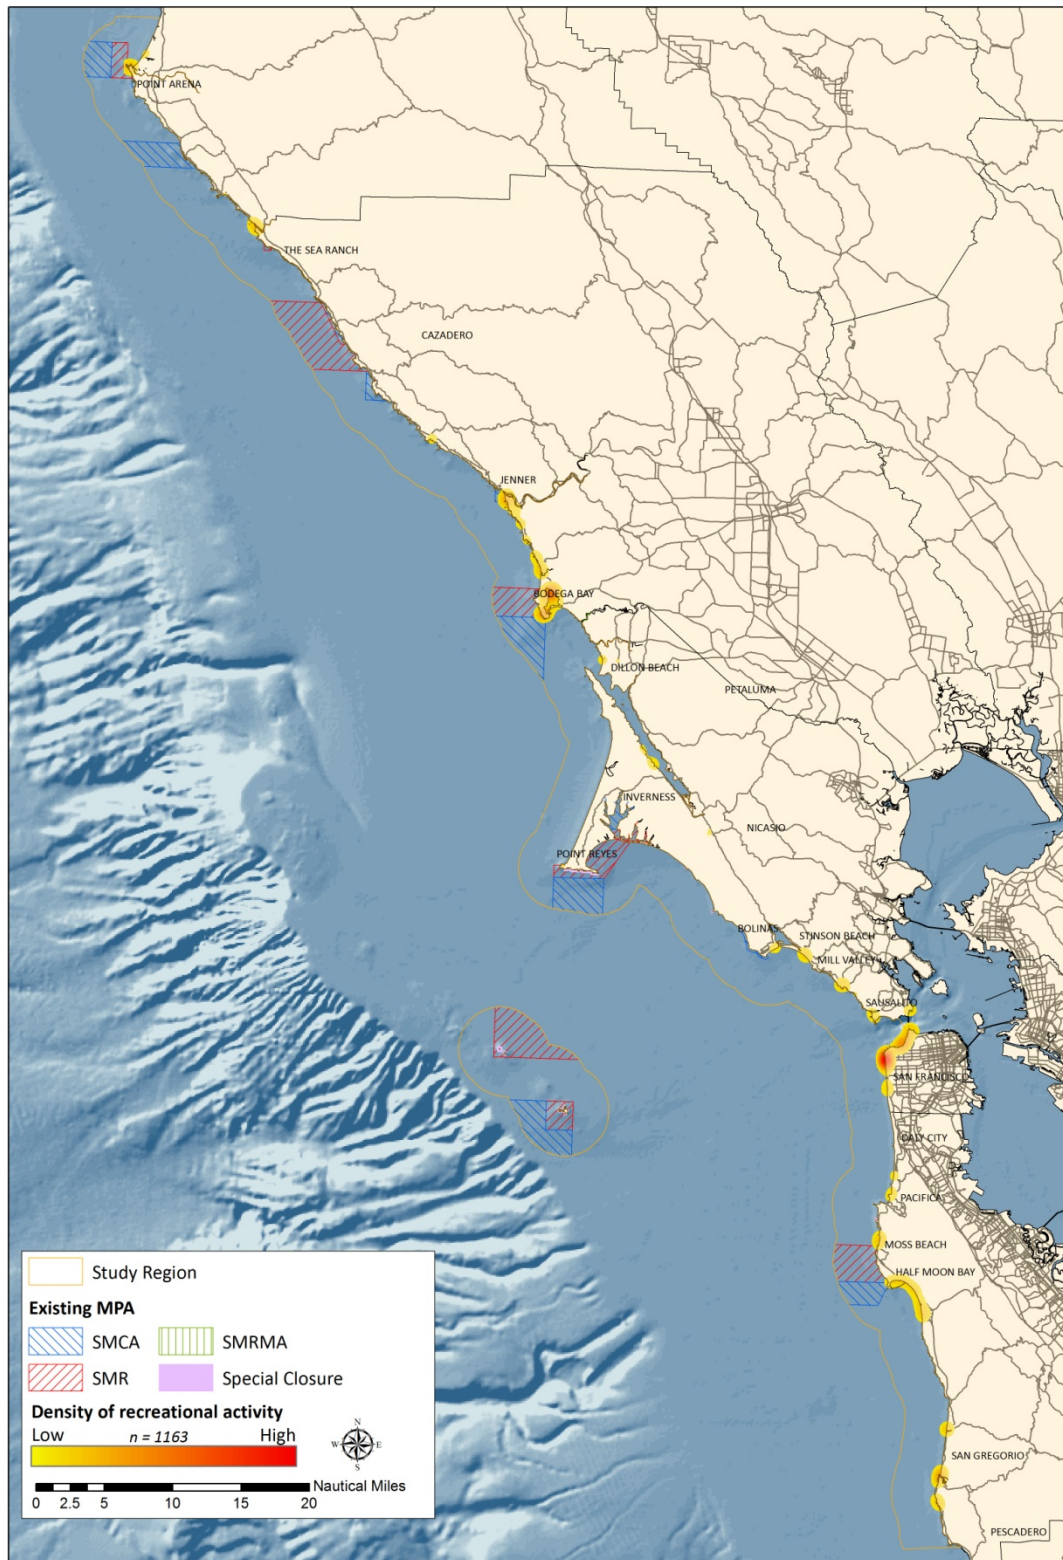 POINT ARENA
THE SEA RANCH
CAZADERO
JENNER
BODEGA BAY
DILLON BEACH
PETALUMA
INVERNESS
NICASIO
POINT REYES
BOLINAS
STINSON BEACH
MILL VALLEY
SAUSALITO
SAN FRANCISCO
DALY CITY
PACIFICA
MOSS BEACH
HALF MOON BAY
SAN GREGORIO
PESCADERO
Study Region
Existing MPA
SMCA
SMRMA
SMR
Special Closure
Density of recreational activity
Low
n = 1163
High
N
W
E
S
Nautical Miles
0 2.5 5 10 15 20